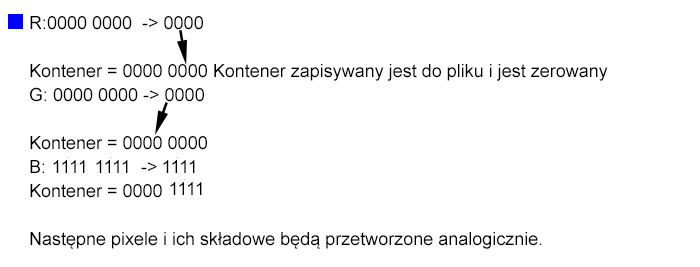 R:0000 0000 -> 0000
Kontener = 0000 0000 Kontener zapisywany jest do pliku i jest zerowany
G: 0000 0000 -> 0000
Kontener = 0000 0000
B: 1111 1111 -> 1111
Kontener = 0000 1111
Następne pixele i ich składowe będą przetworzone analogicznie.